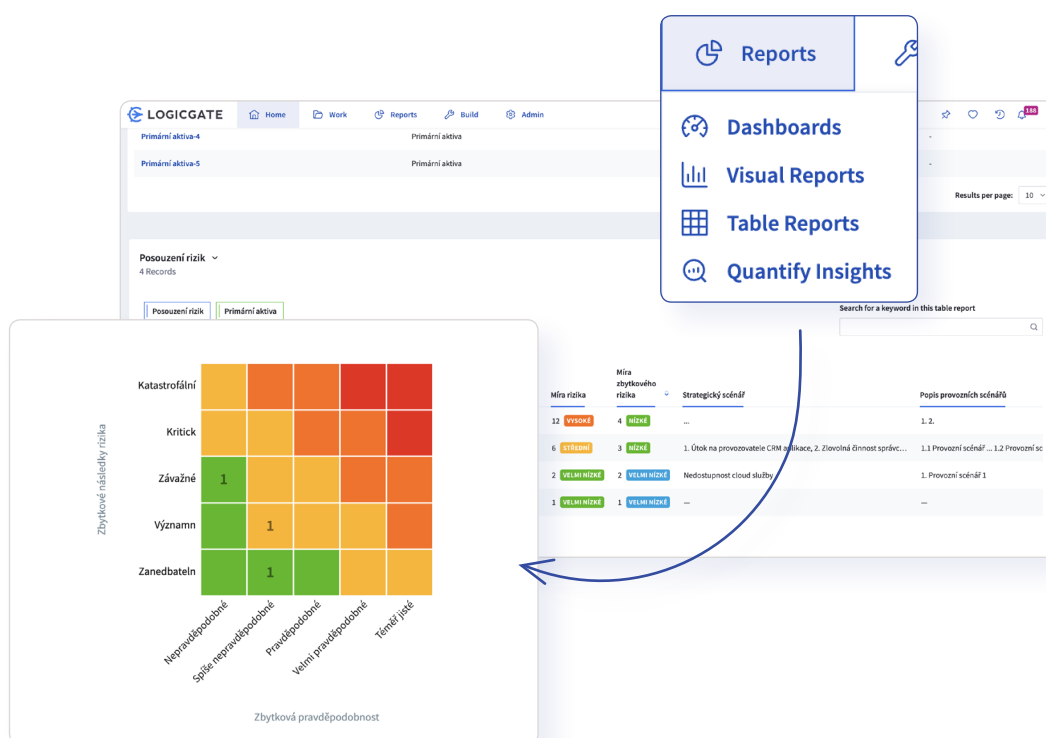 Reports
Dashboards
Visual Reports
Table Reports
Quantify Insights
LOGICGATE
Home
Work
Reports
Build
Admin
188
Primární aktiva-4
Primární aktiva
-
Primární aktiva-5
Primární aktiva
-
Results per page: 10
Posouzení rizik
4 Records
Posouzení rizik
Primární aktiva
Search for a keyword in this table report
Míra rizika
Míra
zbytkového
rizika
Strategický scénář
Popis provozních scénářů
12 VYSOKÉ 4 NÍZKÉ ... 1. 2.
6 STŘEDNÍ 3 NÍZKÉ 1. Útok na provozovatele CRM aplikace, 2. Zlovolná činnost správc... 1.1 Provozní scénář ... 1.2 Provozní sc
2 VELMI NÍZKÉ 2 VELMI NÍZKÉ Nedostupnost cloud služby 1. Provozní scénář 1
1 VELMI NÍZKÉ 1 VELMI NÍZKÉ — —
Zbytkové následky rizika
Katastrofální
Kritick
Závažné 1
Významn 1
Zanedbateln 1
Nepravděpodobné
Spíše nepravděpodobné
Pravděpodobné
Velmi pravděpodobné
Téměř jisté
Zbytková pravděpodobnost